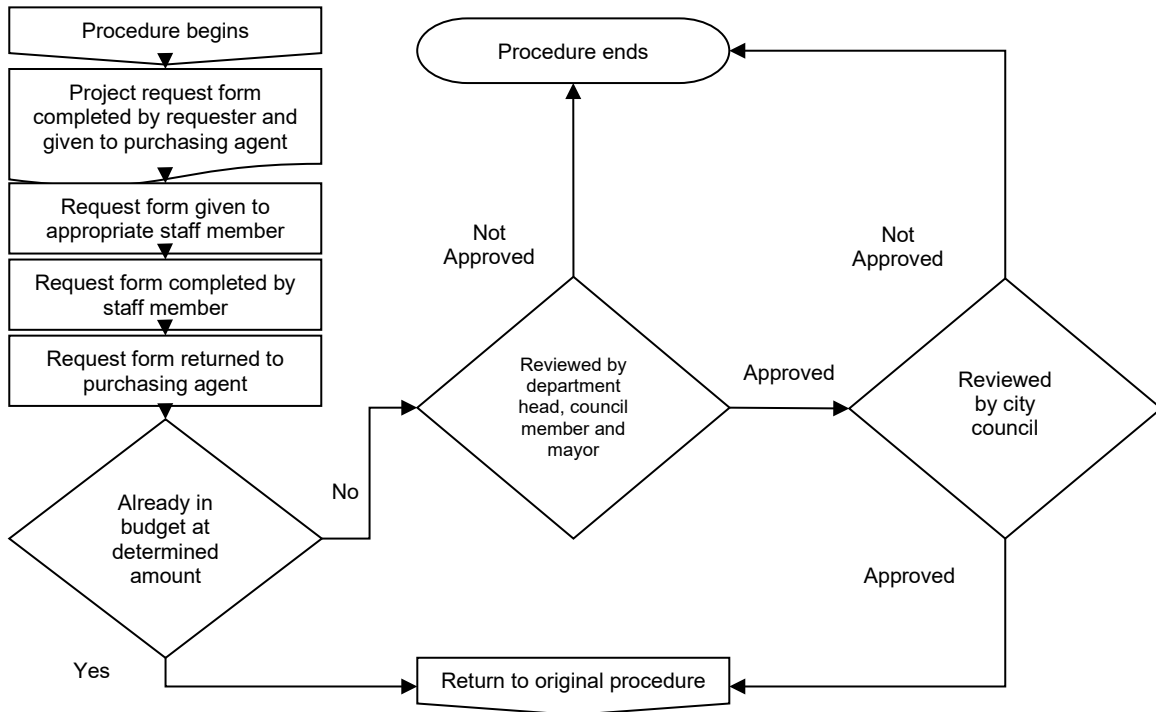 Procedure begins
Project request form
completed by requester and
given to purchasing agent
Request form given to
appropriate staff member
Request form completed by
staff member
Request form returned to
purchasing agent
Already in
budget at
determined
amount
Yes
No
Procedure ends
Not
Approved
Reviewed by
department
head, council
member and
mayor
Approved
Not
Approved
Reviewed
by city
council
Approved
Return to original procedure